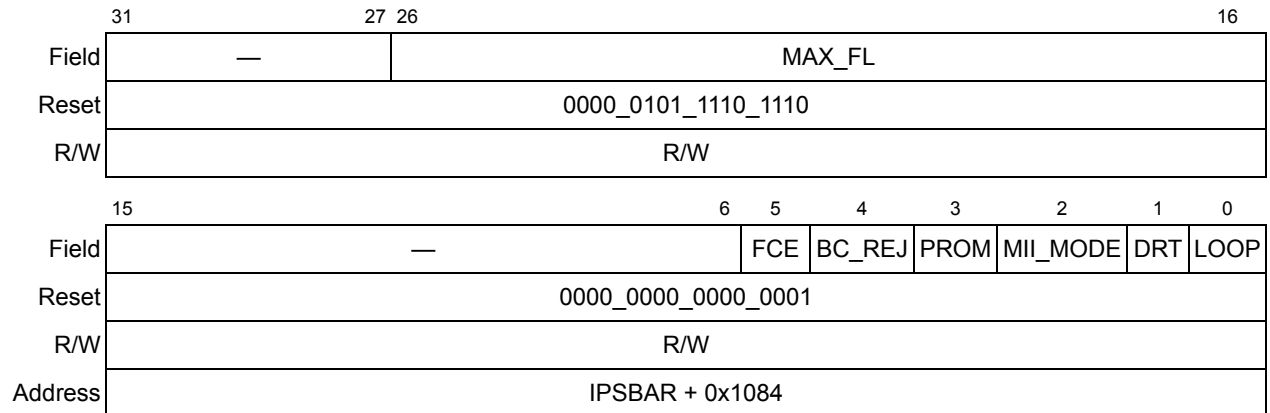 31 27 26 16
Field — MAX_FL
Reset 0000_0101_1110_1110
R/W R/W
15 6 5 4 3 2 1 0
Field — FCE BC_REJ PROM MII_MODE DRT LOOP
Reset 0000_0000_0000_0001
R/W R/W
Address IPSBAR + 0x1084